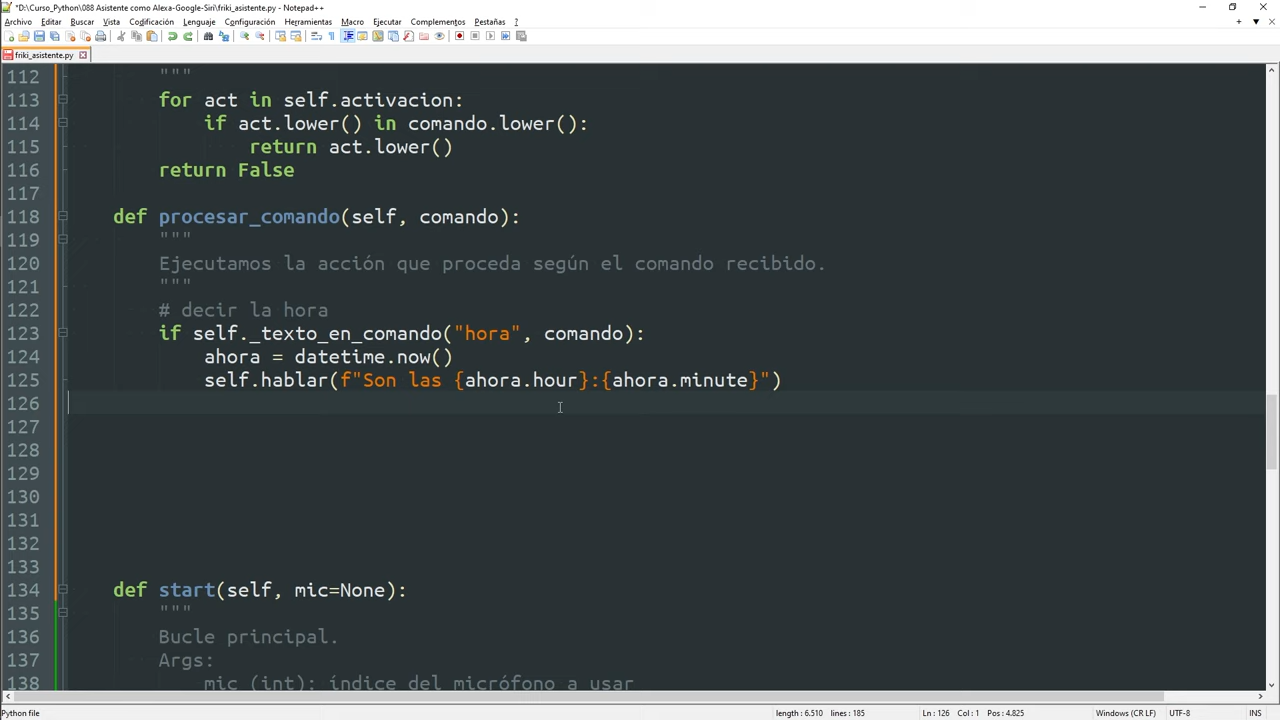 *D:\Curso_Python\088 Asistente como Alexa-Google-Siri\friki_asistente.py - Notepad++
Archivo Editar Buscar Vista Codificación Lenguaje Configuración Herramientas Macro Ejecutar Complementos Pestañas ?
friki_asistente.py
112 """
113 for act in self.activacion:
114 if act.lower() in comando.lower():
115 return act.lower()
116 return False
117
118 def procesar_comando(self, comando):
119 """
120 Ejecutamos la acción que proceda según el comando recibido.
121 """
122 # decir la hora
123 if self._texto_en_comando("hora", comando):
124 ahora = datetime.now()
125 self.hablar(f"Son las {ahora.hour}:{ahora.minute}")
126
127
128
129
130
131
132
133
134 def start(self, mic=None):
135 """
136 Bucle principal.
137 Args:
138 mic (int): índice del micrófono a usar
Python file length : 6.510 lines : 185 Ln : 126 Col : 1 Pos : 4.825 Windows (CR LF) UTF-8 INS